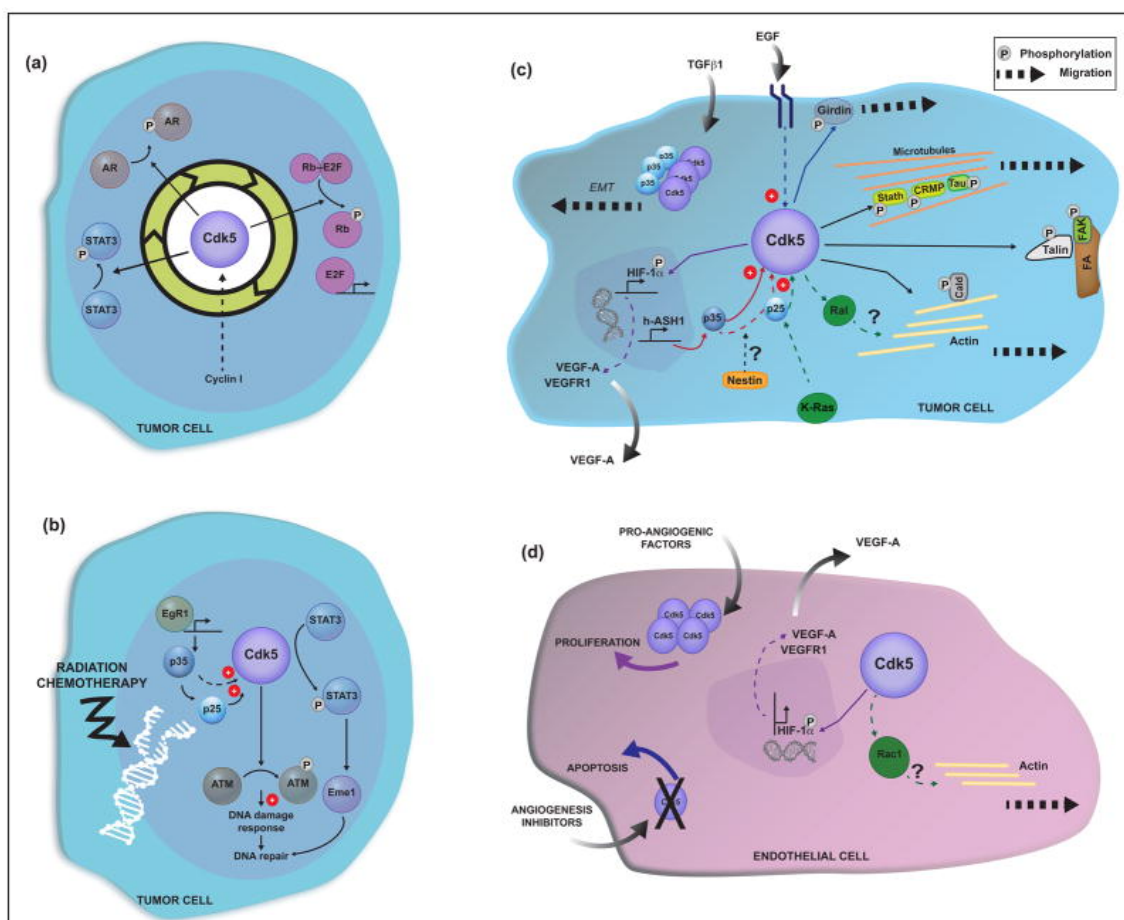 (a)
AR
P
AR
Rb–E2F
P
Rb
E2F
Cdk5
STAT3
P
STAT3
Cyclin I
TUMOR CELL
(b)
EgR1
p35
p25
Cdk5
+
+
STAT3
P
STAT3
RADIATION
CHEMOTHERAPY
ATM
P
ATM
+
Eme1
DNA damage
response
DNA repair
TUMOR CELL
(c)
TGFβ1
EGF
P Phosphorylation
Migration
Girdin
P
p35
p35
p35
Cdk5
Cdk5
Cdk5
EMT
+
Microtubules
Stath
P
CRMP
P
Tau
P
Cdk5
P
Talin
P
FAK
FA
P
HIF-1α
+
+
h-ASH1
p35
p25
Ral
?
P
Cald
Actin
?
Nestin
K-Ras
VEGF-A
VEGFR1
TUMOR CELL
VEGF-A
(d)
PRO-ANGIOGENIC
FACTORS
VEGF-A
Cdk5
Cdk5
Cdk5
Cdk5
PROLIFERATION
VEGF-A
VEGFR1
Cdk5
P
HIF-1α
Rac1
?
Actin
APOPTOSIS
Cdk5
ANGIOGENESIS
INHIBITORS
ENDOTHELIAL CELL